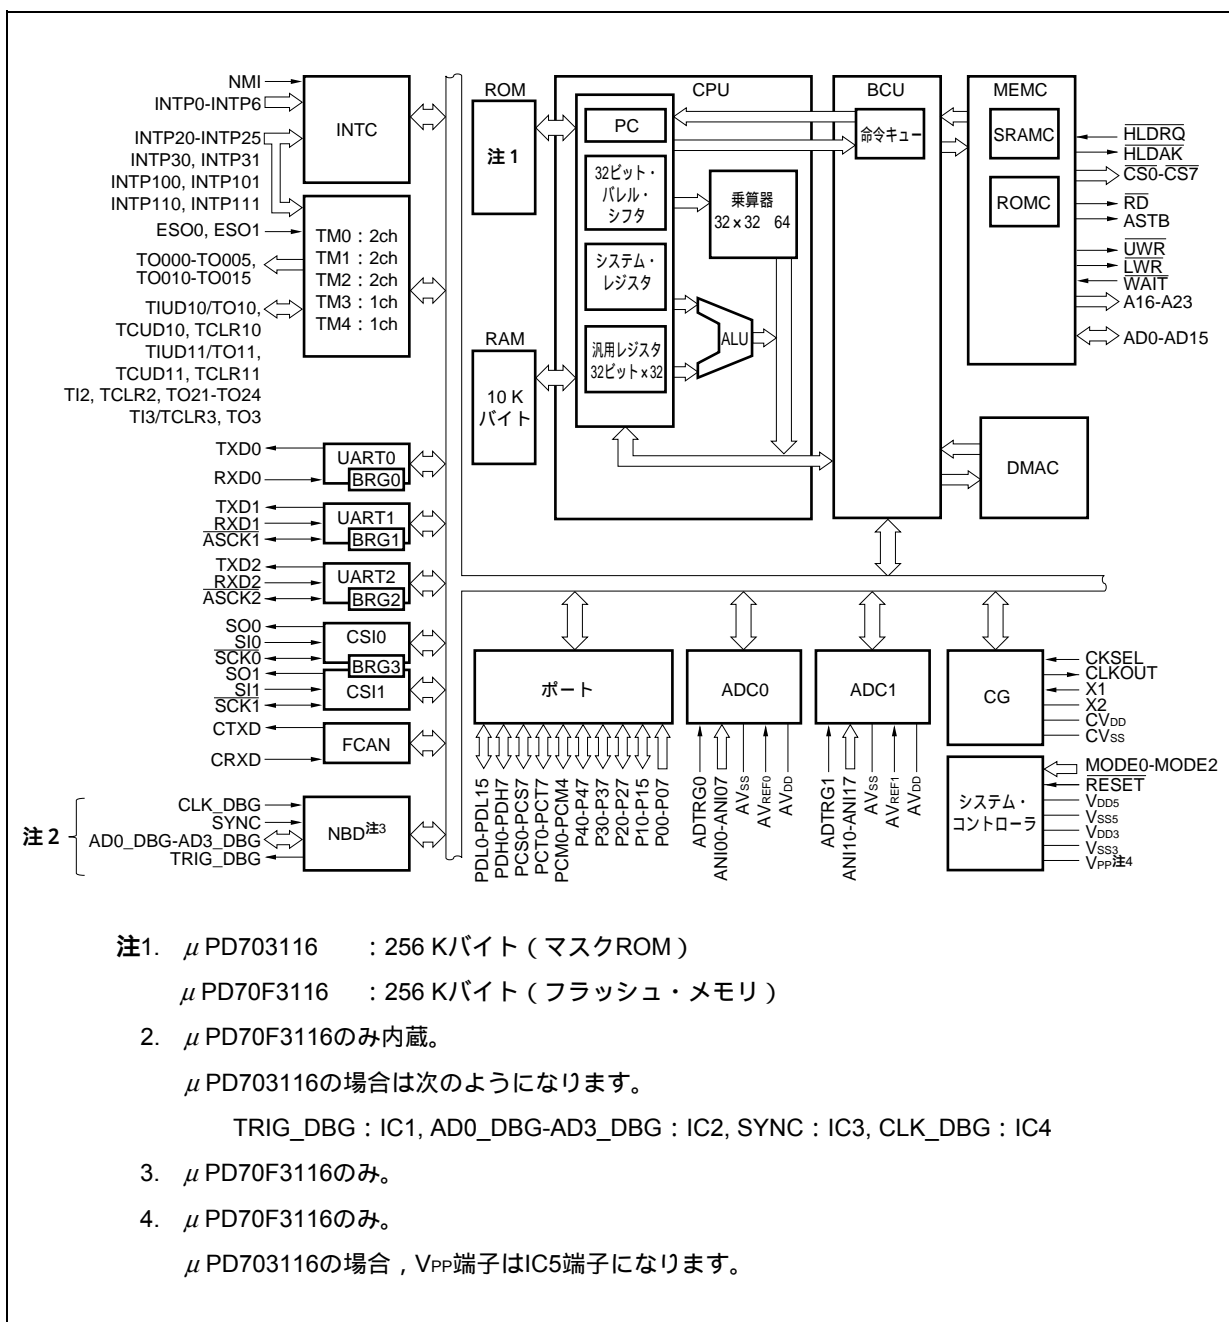 NMI
INTP0-INTP6
INTP20-INTP25
INTP30, INTP31
INTP100, INTP101
INTP110, INTP111
ESO0, ESO1
TO000-TO005,
TO010-TO015
TIUD10/TO10,
TCUD10, TCLR10
TIUD11/TO11,
TCUD11, TCLR11
TI2, TCLR2, TO21-TO24
TI3/TCLR3, TO3
INTC
TM0：2ch
TM1：2ch
TM2：2ch
TM3：1ch
TM4：1ch
TXD0
RXD0
UART0
BRG0
TXD1
RXD1
ASCK1
UART1
BRG1
TXD2
RXD2
ASCK2
UART2
BRG2
SO0
SI0
SCK0
CSI0
BRG3
SO1
SI1
SCK1
CSI1
CTXD
CRXD
FCAN
注2
CLK_DBG
SYNC
AD0_DBG-AD3_DBG
TRIG_DBG
NBD注3
ROM
注1
RAM
10 K
バイト
CPU
PC
32ビット・
バレル・
シフタ
システム・
レジスタ
汎用レジスタ
32ビット×32
乗算器
32×32 64
ALU
BCU
命令キュー
MEMC
SRAMC
ROMC
HLDRQ
HLDAK
CS0-CS7
RD
ASTB
UWR
LWR
WAIT
A16-A23
AD0-AD15
DMAC
ポート
PDL0-PDL15
PDH0-PDH7
PCS0-PCS7
PCT0-PCT7
PCM0-PCM4
P40-P47
P30-P37
P20-P27
P10-P15
P00-P07
ADC0
ADTRG0
ANI00-ANI07
AVSS
AVREF0
AVDD
ADC1
ADTRG1
ANI10-ANI17
AVSS
AVREF1
AVDD
CG
CKSEL
CLKOUT
X1
X2
CVDD
CVSS
システム・
コントローラ
MODE0-MODE2
RESET
VDD5
VSS5
VDD3
VSS3
VPP注4
注1. μPD703116 ：256 Kバイト（マスクROM）
μPD70F3116 ：256 Kバイト（フラッシュ・メモリ）
2. μPD70F3116のみ内蔵。
μPD703116の場合は次のようになります。
TRIG_DBG：IC1, AD0_DBG-AD3_DBG：IC2, SYNC：IC3, CLK_DBG：IC4
3. μPD70F3116のみ。
4. μPD70F3116のみ。
μPD703116の場合，VPP端子はIC5端子になります。